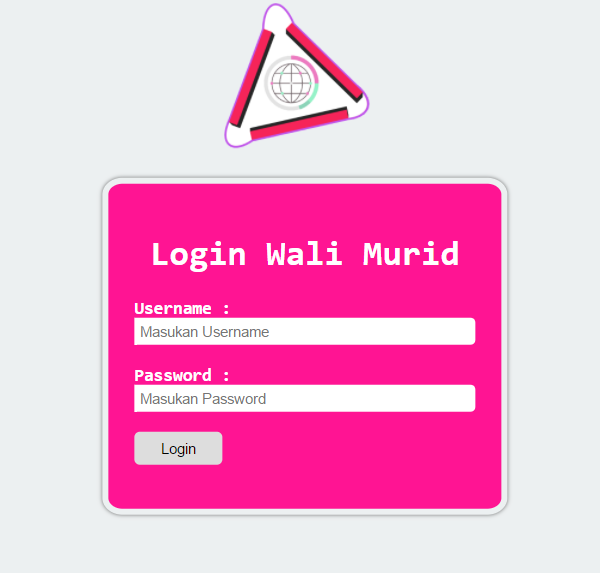 Login Wali Murid
Username :
Masukan Username
Password :
Masukan Password
Login